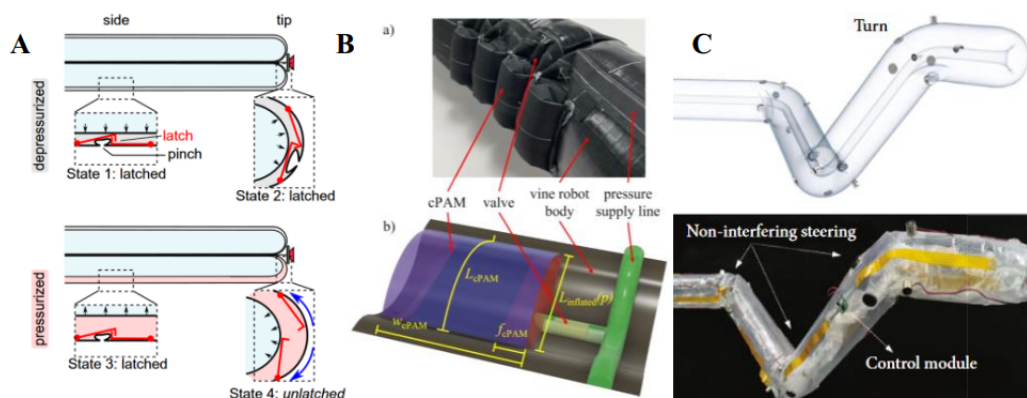 A
side
tip
depressurized
latch
pinch
State 1: latched
State 2: latched
pressurized
State 3: latched
State 4: unlatched
B
a)
cPAM
valve
vine robot
body
pressure
supply line
b)
LcPAM
wcPAM
fcPAM
Linflated(p)
C
Turn
Non-interfering steering
Control module